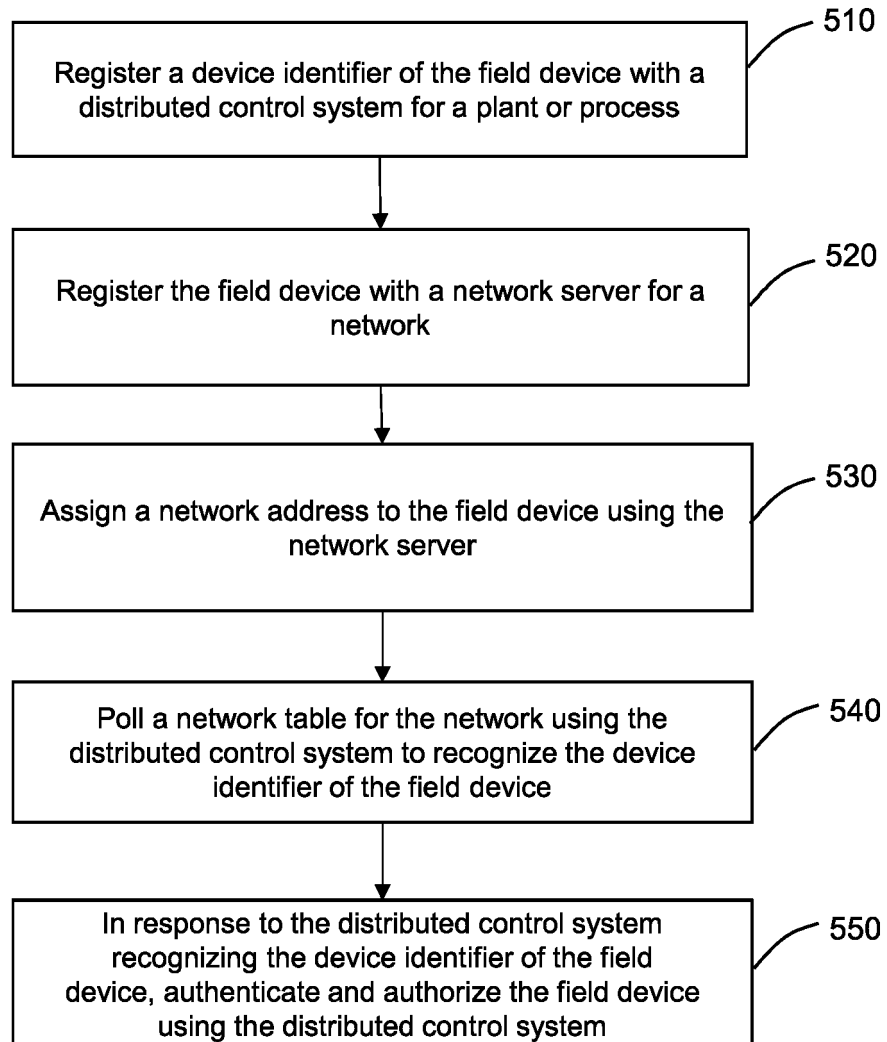 510
Register a device identifier of the field device with a
distributed control system for a plant or process
520
Register the field device with a network server for a
network
530
Assign a network address to the field device using the
network server
540
Poll a network table for the network using the
distributed control system to recognize the device
identifier of the field device
550
In response to the distributed control system
recognizing the device identifier of the field
device, authenticate and authorize the field device
using the distributed control system